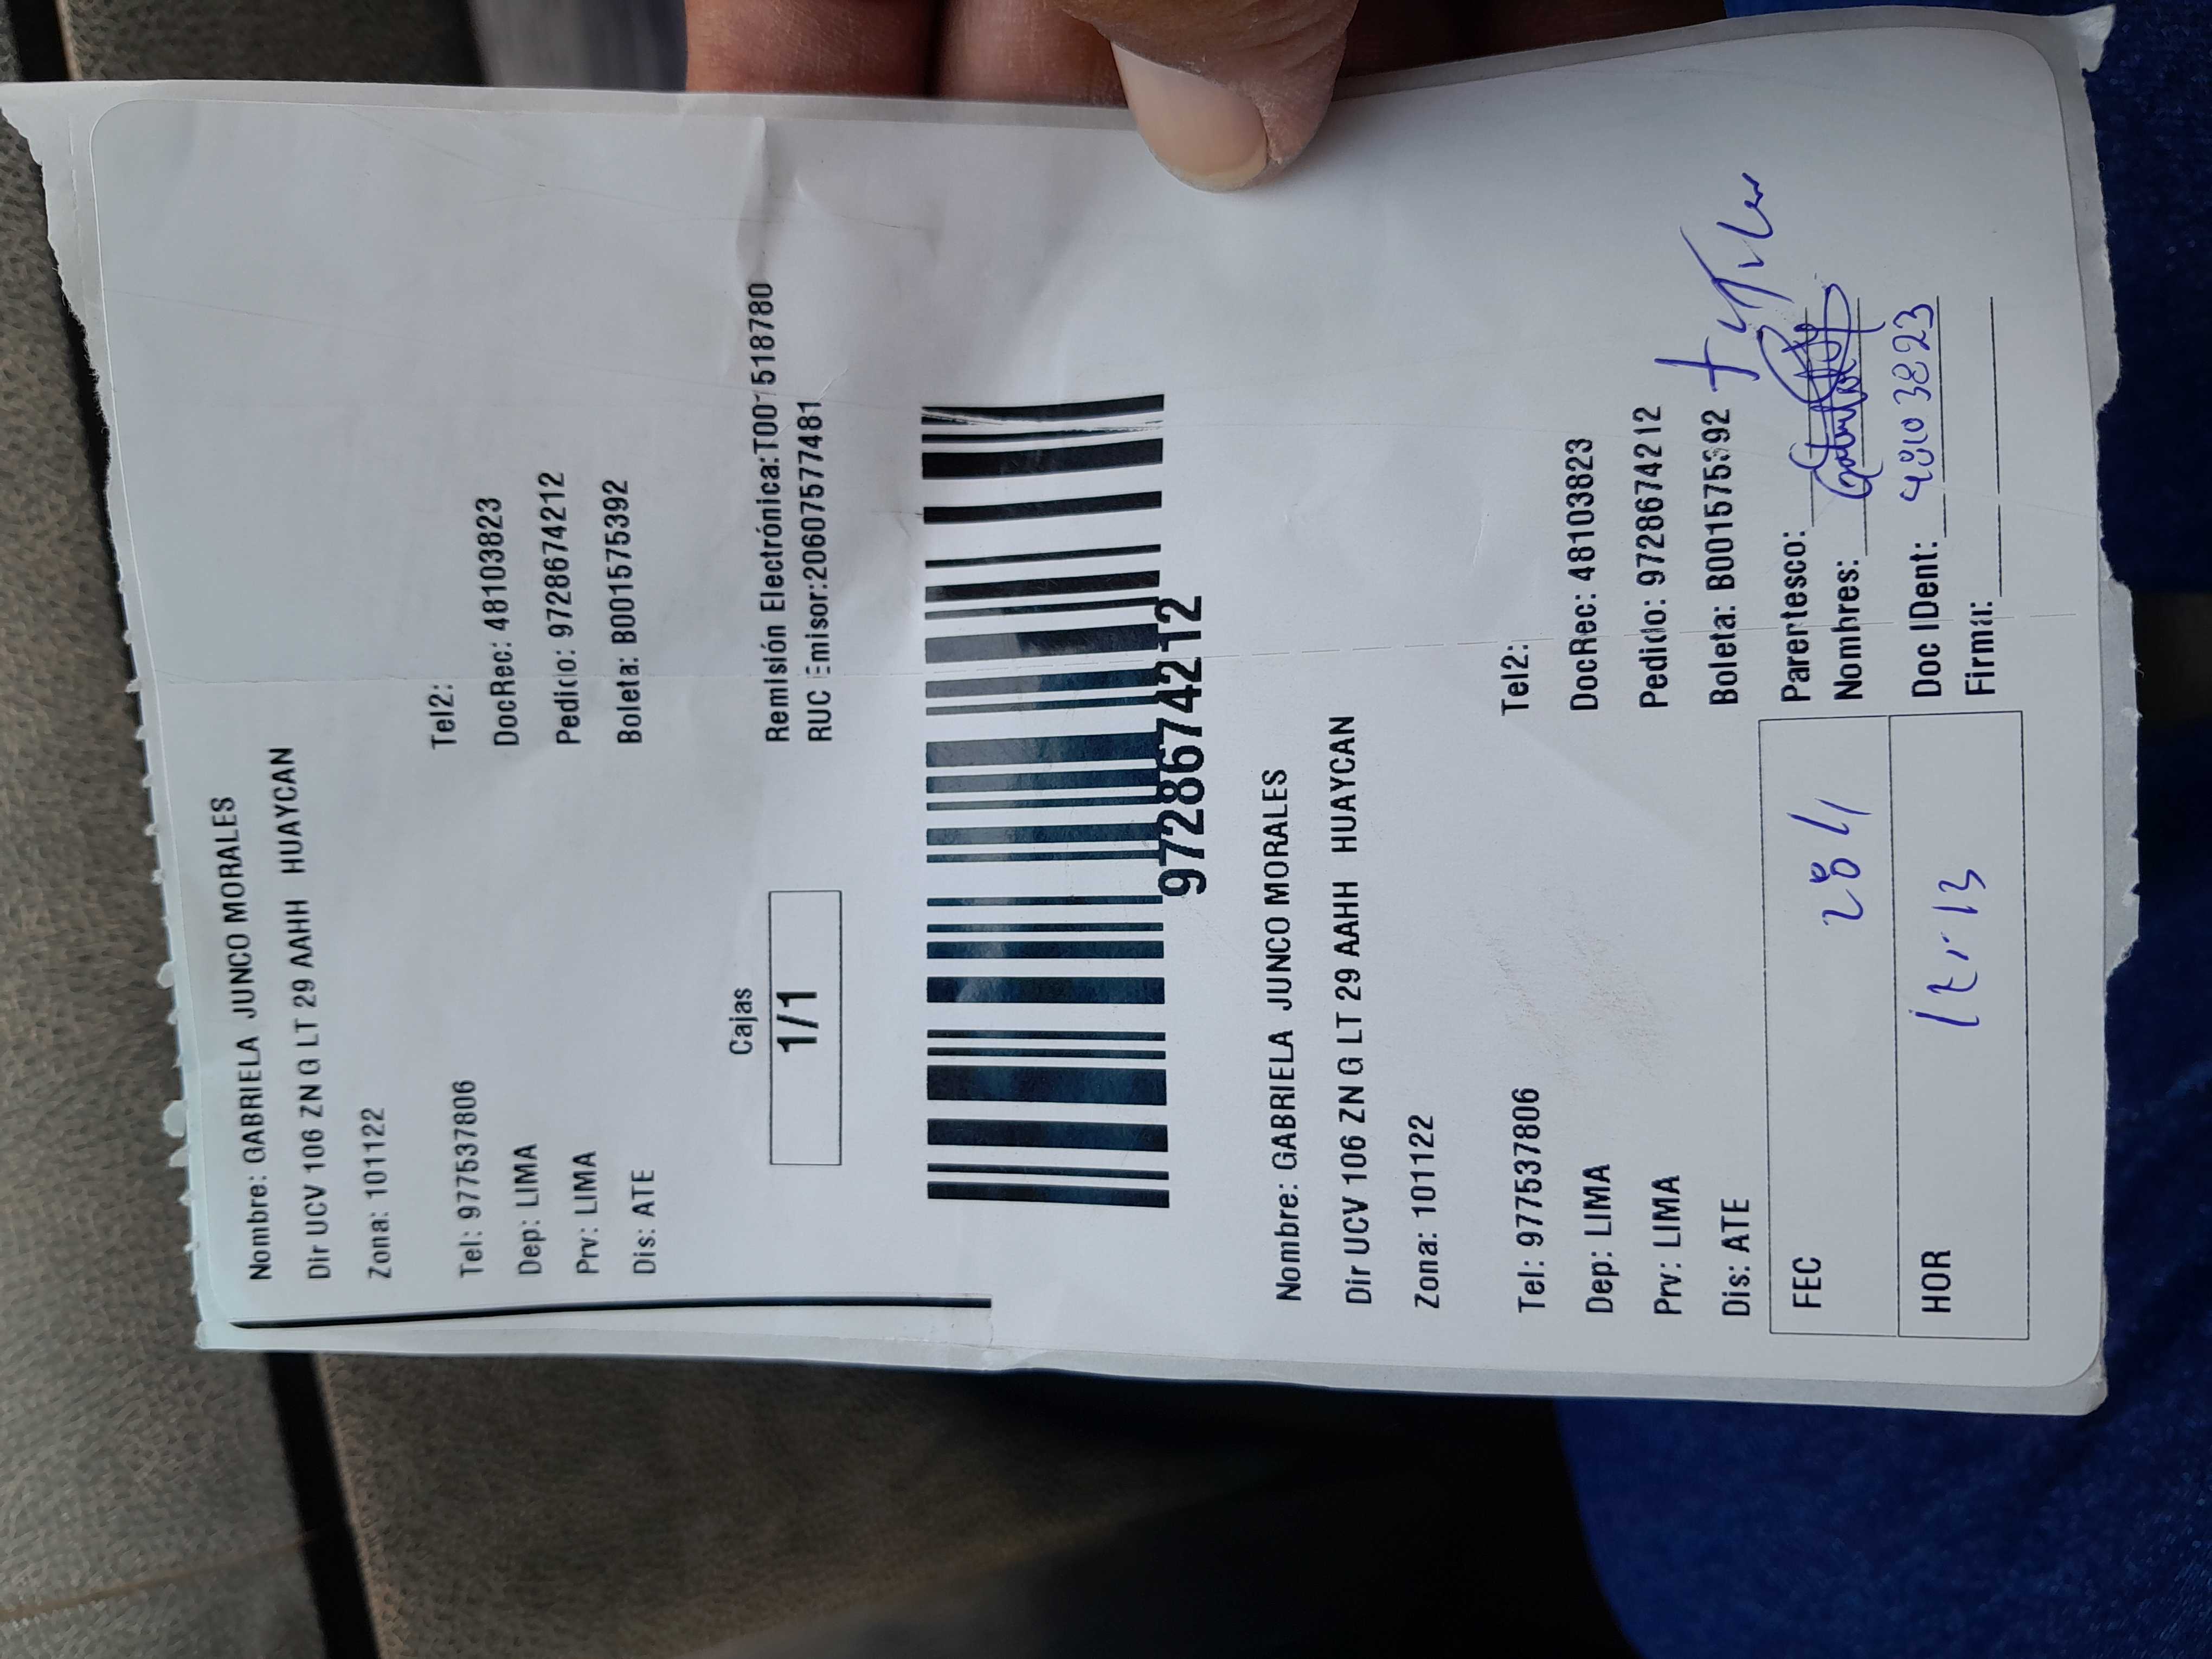 Nombre: GABRIELA JUNCO MORALES
Dir UCV 106 ZN G LT 29 AAHH HUAYCAN
Zona: 101122
Tel: 977537806 Tel2:
Dep: LIMA DocRec: 48103823
Prv: LIMA Pedido: 9728674212
Dis: ATE Boleta: B001575392
Cajas
1/1
Remisión Electrónica:T00 518780
RUC Emisor:20607577481
9728674212
Nombre: GABRIELA JUNCO MORALES
Dir UCV 106 ZN G LT 29 AAHH HUAYCAN
Zona: 101122
Tel: 977537806 Tel2:
Dep: LIMA DocRec: 48103823
Prv: LIMA Pedido: 9728674212
Dis: ATE Boleta: B001575392
FEC
Parentesco:
Nombres:
HOR
Doc IDent: 48103823
Firma: